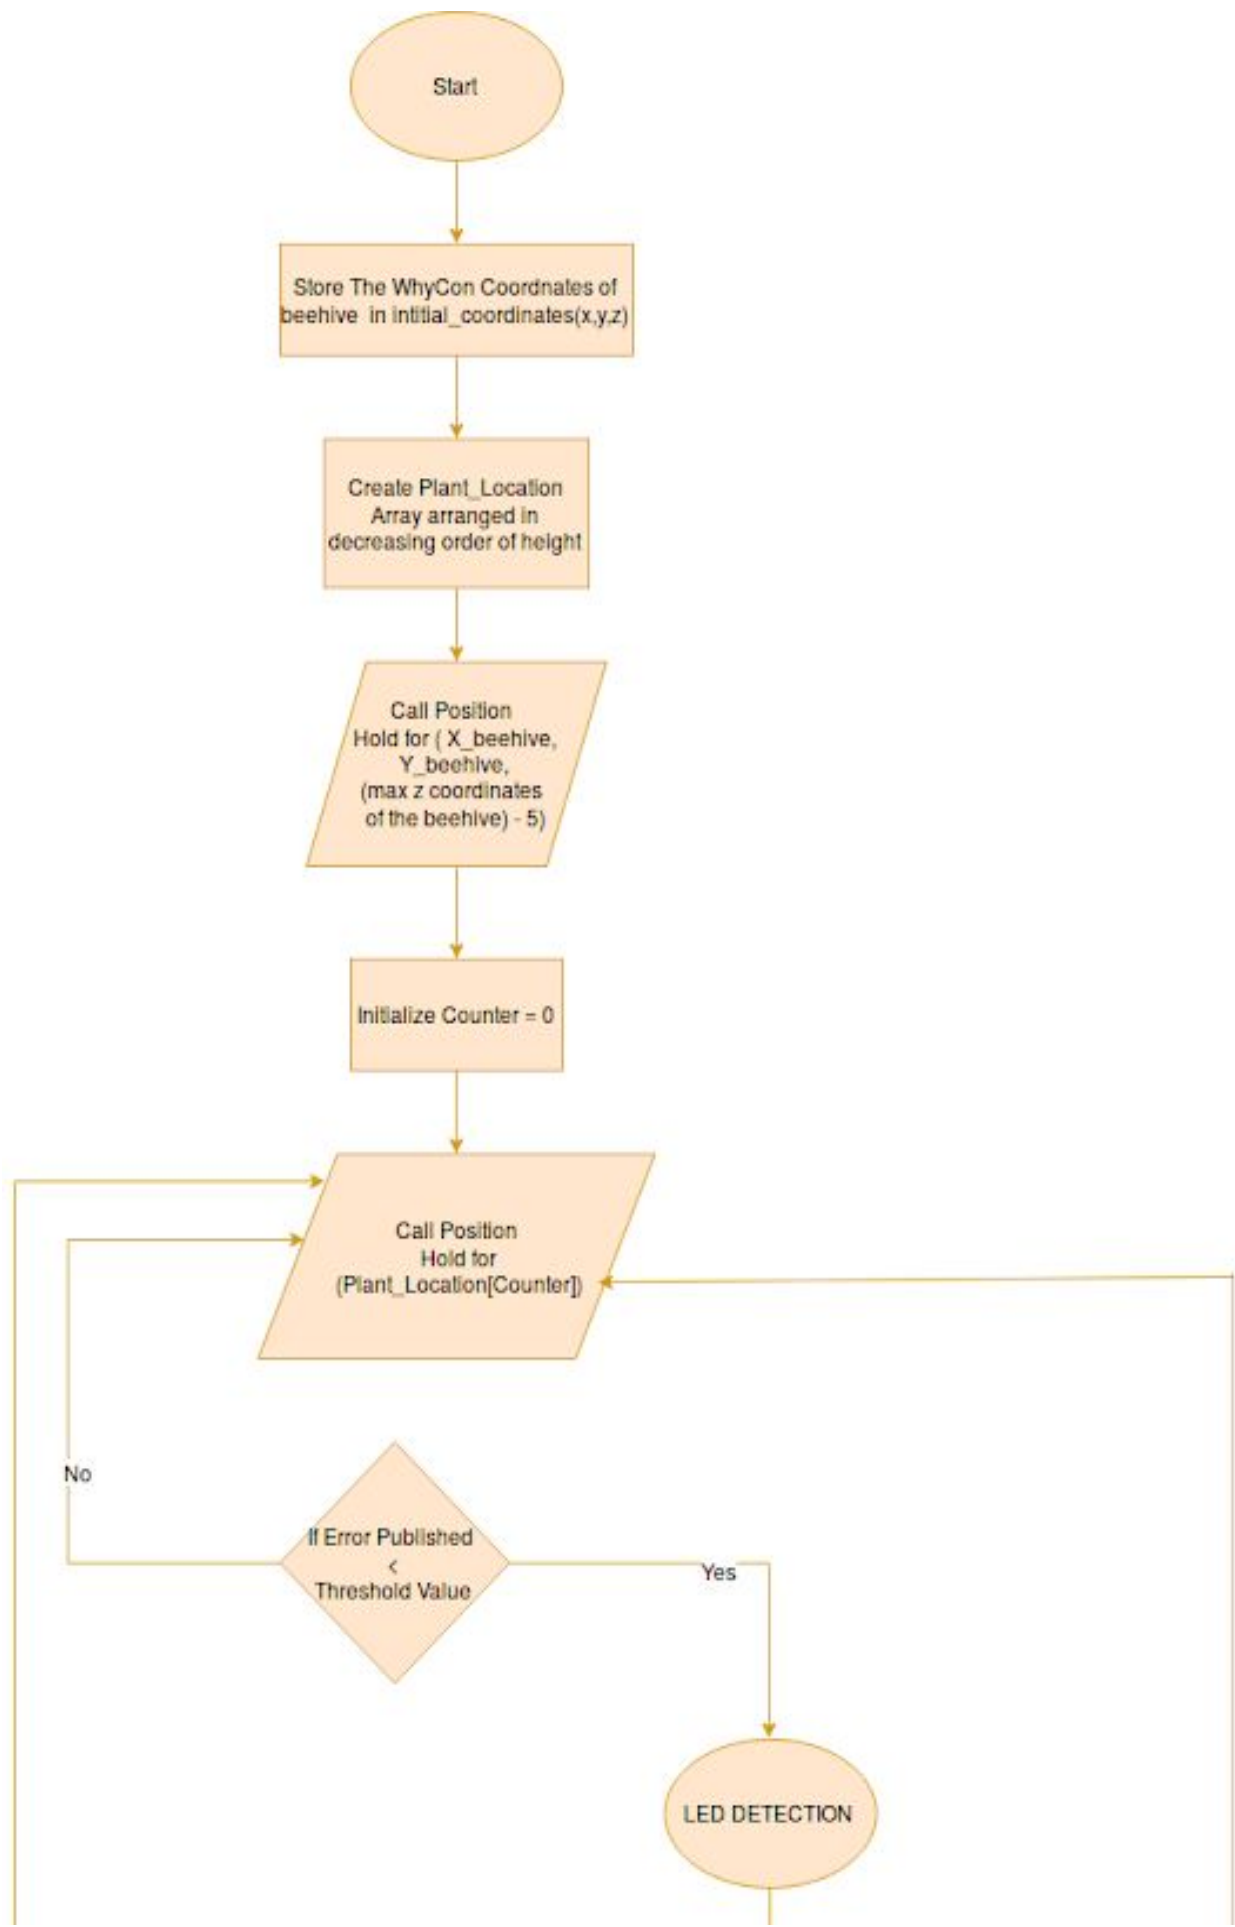 Start
Store The WhyCon Coordnates of
beehive in intitial_coordinates(x,y,z)
Create Plant_Location
Array arranged in
decreasing order of height
Call Position
Hold for ( X_beehive,
Y_beehive,
(max z coordinates
of the beehive) - 5)
Initialize Counter = 0
Call Position
Hold for
(Plant_Location[Counter])
No
If Error Published
<
Threshold Value
Yes
LED DETECTION